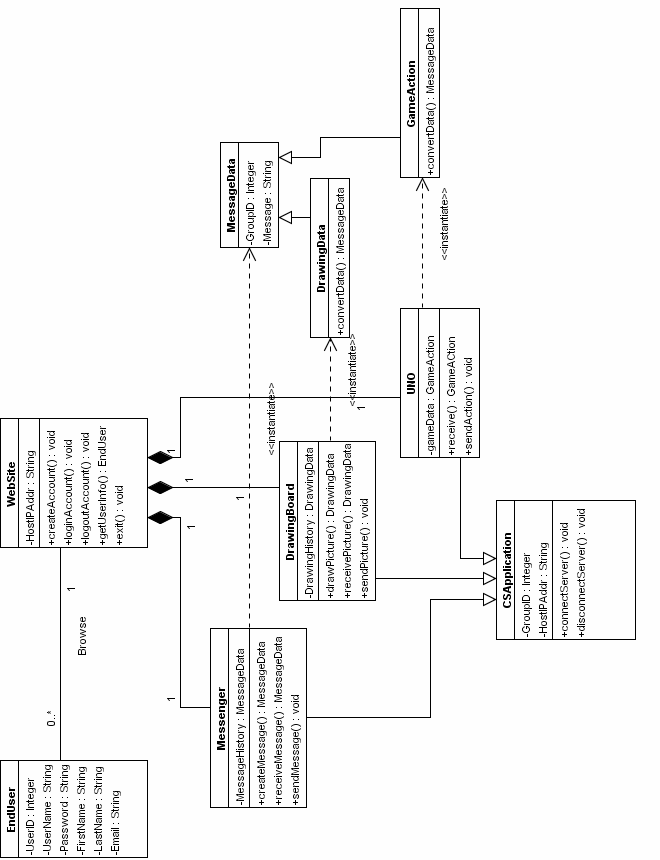 GameAction
+convertData() : MessageData
MessageData
-GroupID : Integer
-Message : String
DrawingData
+convertData() : MessageData
<<instantiate>>
<<instantiate>>
<<instantiate>>
UNO
-gameData : GameAction
+receive() : GameACtion
+sendAction() : void
WebSite
-HostIPAddr : String
+createAccount() : void
+loginAccount() : void
+logoutAccount() : void
+getUserInfo() : EndUser
+exit() : void
1
1
1
1
1
1
DrawingBoard
-DrawingHistory : DrawingData
+drawPicture() : DrawingData
+receivePicture() : DrawingData
+sendPicture() : void
CSApplication
-GroupID : Integer
-HostIPAddr : String
+connectServer() : void
+disconnectServer() : void
1
Browse
0..*
Messenger
-MessageHistory : MessageData
+createMessage() : MessageData
+receiveMessage() : MessageData
+sendMessage() : void
EndUser
-UserID : Integer
-UserName : String
-Password : String
-FirstName : String
-LastName : String
-Email : String